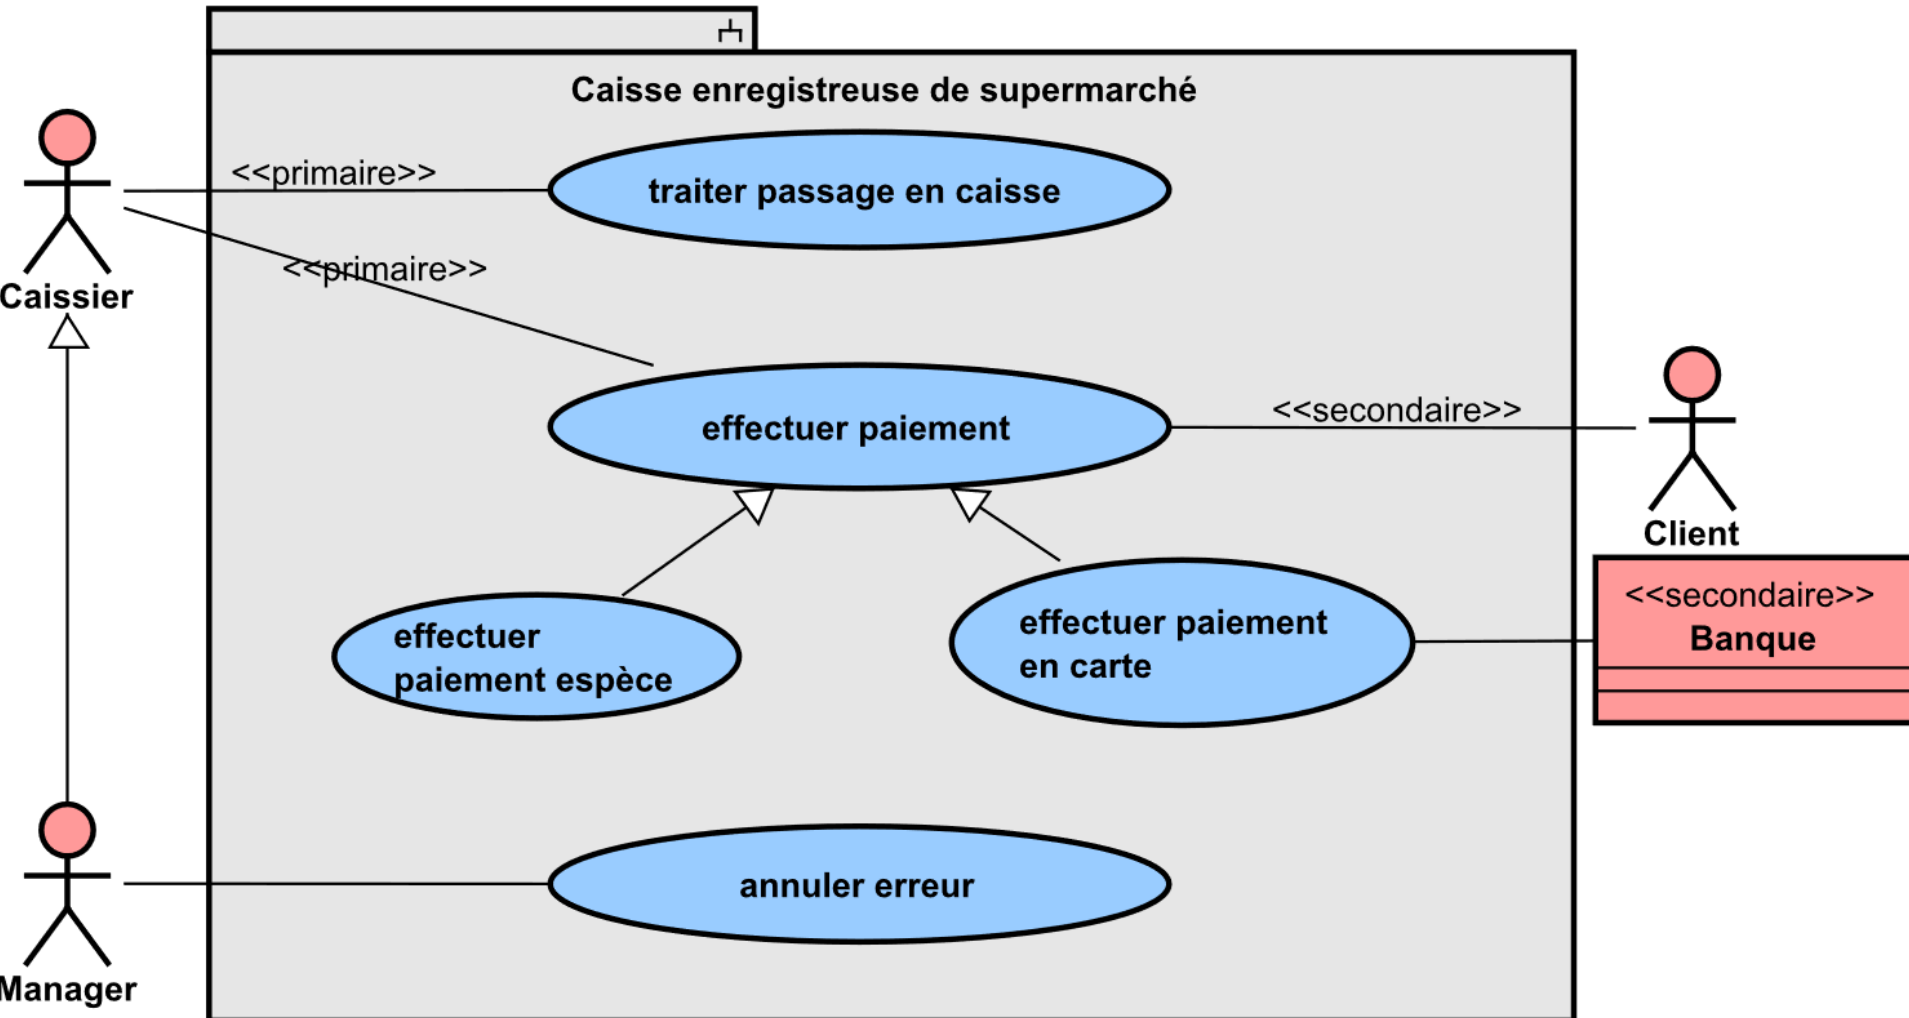 Caisse enregistreuse de supermarché
<<primaire>>
traiter passage en caisse
<<primaire>>
Caissier
effectuer paiement
<<secondaire>>
Client
effectuer
paiement espèce
effectuer paiement
en carte
<<secondaire>>
Banque
annuler erreur
Manager